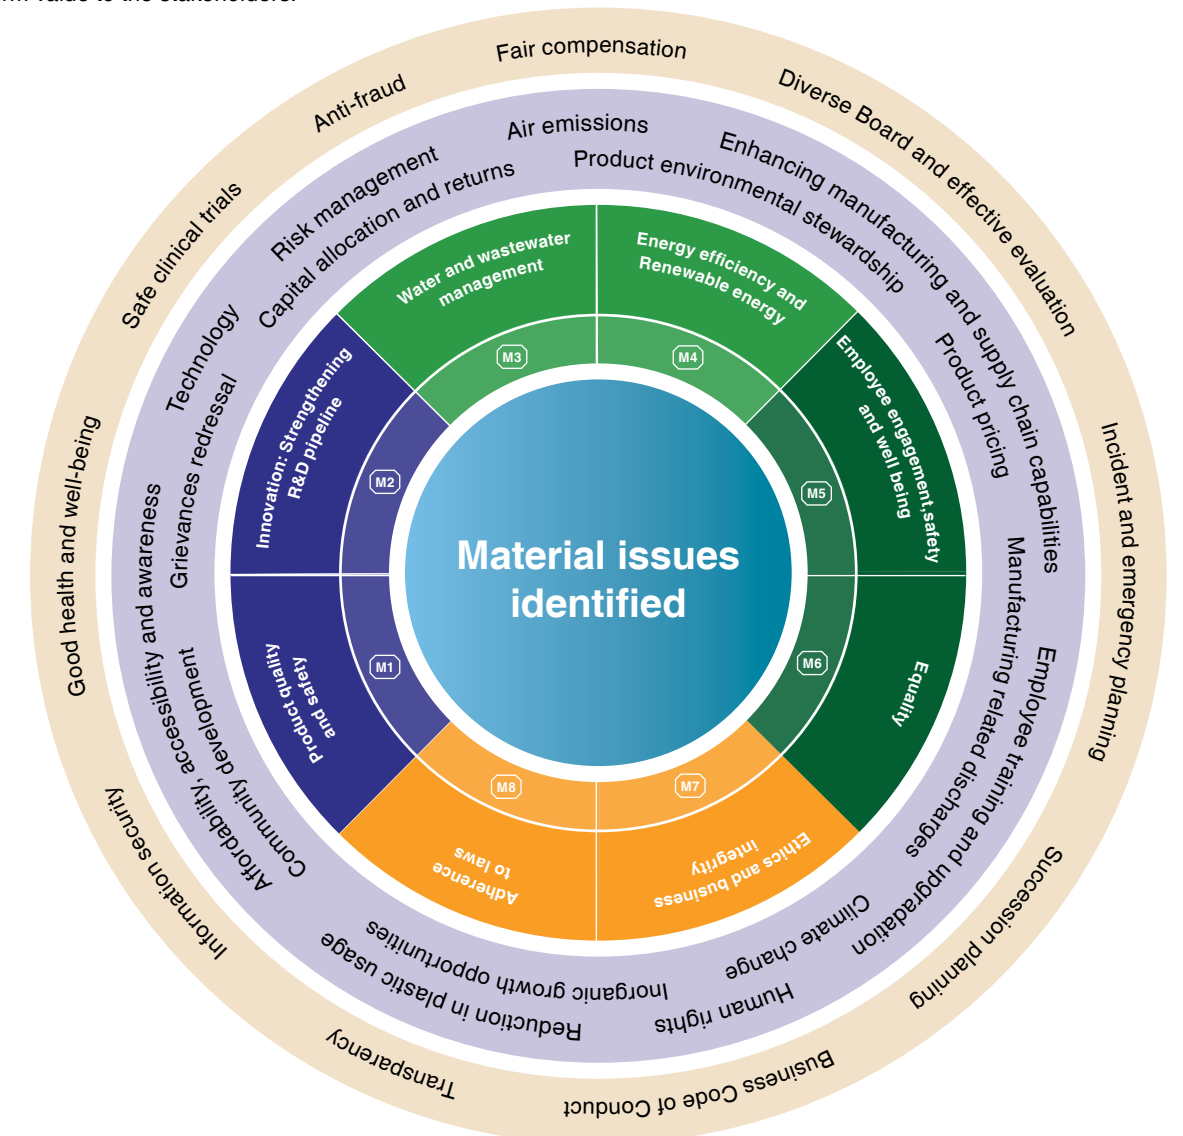 value to the stakeholders.
Fair compensation
Diverse Board and effective evaluation
Incident and emergency planning
Succession planning
Business Code of Conduct
Transparency
Information security
Good health and well-being
Safe clinical trials
Anti-fraud
Air emissions
Product environmental stewardship
Enhancing manufacturing and supply chain capabilities
Product pricing
Manufacturing related discharges
Employee training and upgradation
Climate change
Human rights
Inorganic growth opportunities
Reduction in plastic usage
Community development
Affordability, accessibility and awareness
Grievances redressal
Technology
Capital allocation and returns
Risk management
Water and wastewater
management
M3
Energy efficiency and
Renewable energy
M4
Employee engagement,safety
and well being
M5
Equality
M6
Ethics and business
integrity
M7
Adherence
to laws
M8
Product quality
and safety
M1
Innovation: Strengthening
R&D pipeline
M2
Material issues
identified